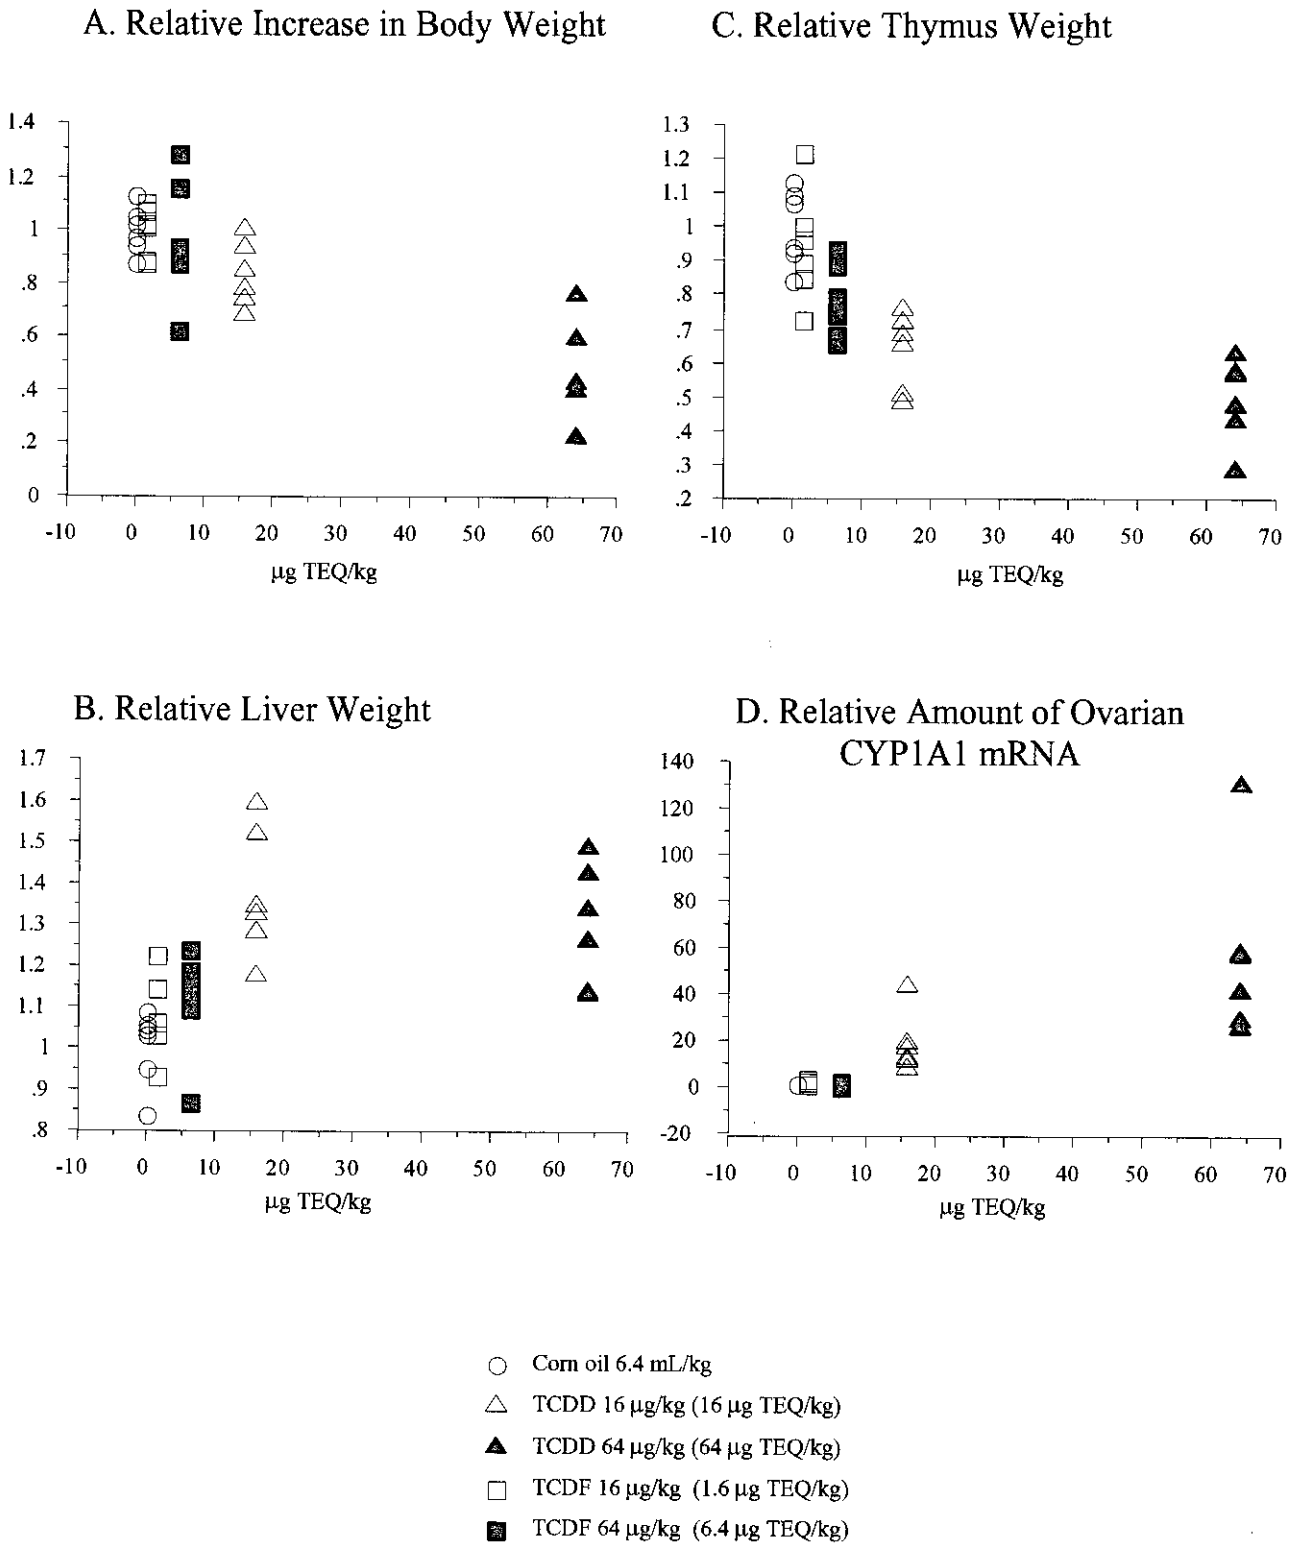 A. Relative Increase in Body Weight
1.4
1.2
1
.8
.6
.4
.2
0
-10 0 10 20 30 40 50 60 70
µg TEQ/kg
C. Relative Thymus Weight
1.3
1.2
1.1
1
.9
.8
.7
.6
.5
.4
.3
.2
-10 0 10 20 30 40 50 60 70
µg TEQ/kg
B. Relative Liver Weight
1.7
1.6
1.5
1.4
1.3
1.2
1.1
1
.9
.8
-10 0 10 20 30 40 50 60 70
µg TEQ/kg
D. Relative Amount of Ovarian
CYP1A1 mRNA
140
120
100
80
60
40
20
0
-20
-10 0 10 20 30 40 50 60 70
µg TEQ/kg
Corn oil 6.4 mL/kg
TCDD 16 µg/kg (16 µg TEQ/kg)
TCDD 64 µg/kg (64 µg TEQ/kg)
TCDF 16 µg/kg (1.6 µg TEQ/kg)
TCDF 64 µg/kg (6.4 µg TEQ/kg)